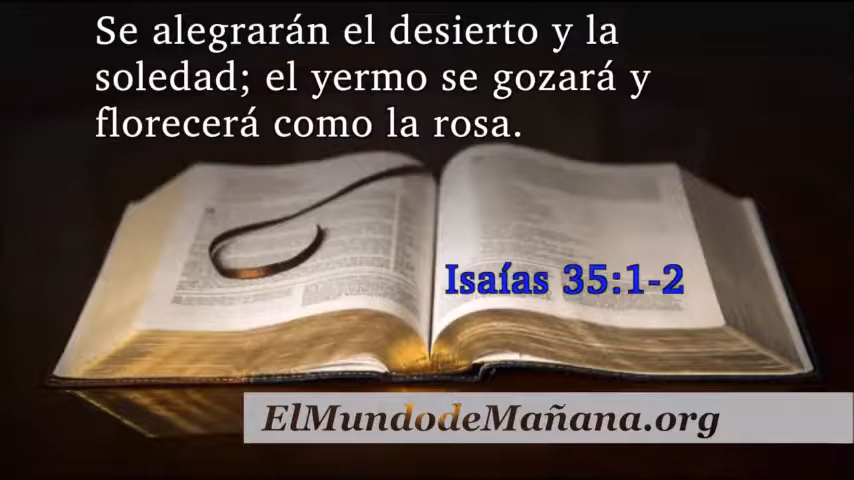 Se alegrarán el desierto y la
soledad; el yermo se gozará y
florecerá como la rosa.
Isaías 35:1-2
ElMundodeMañana.org